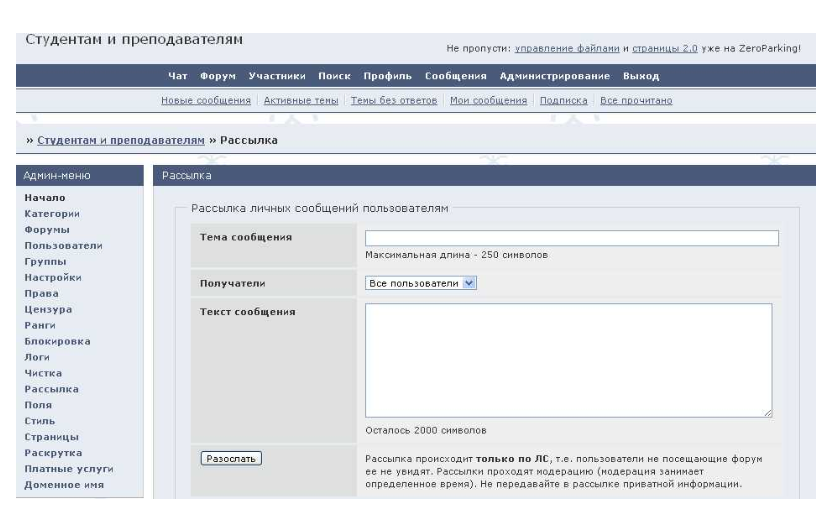 Студентам и преподавателям
Не пропусти: управление файлами и страницы 2.0 уже на ZeroParking!
Чат Форум Участники Поиск Профиль Сообщения Администрирование Выход
Новые сообщения Активные темы Темы без ответов Мои сообщения Подписка Все прочитано
» Студентам и преподавателям » Рассылка
Админ-меню
Начало
Категории
Форумы
Пользователи
Группы
Настройки
Права
Цензура
Ранги
Блокировка
Логи
Чистка
Рассылка
Поля
Стиль
Страницы
Раскрутка
Платные услуги
Доменное имя
Рассылка
Рассылка личных сообщений пользователям
Тема сообщения
Максимальная длина - 250 символов
Получатели Все пользователи
Текст сообщения
Осталось 2000 символов
Разослать
Рассылка происходит только по ЛС, т.е. пользователи не посещающие форум
ее не увидят. Рассылки проходят модерацию (модерация занимает
определенное время). Не передавайте в рассылке приватной информации.